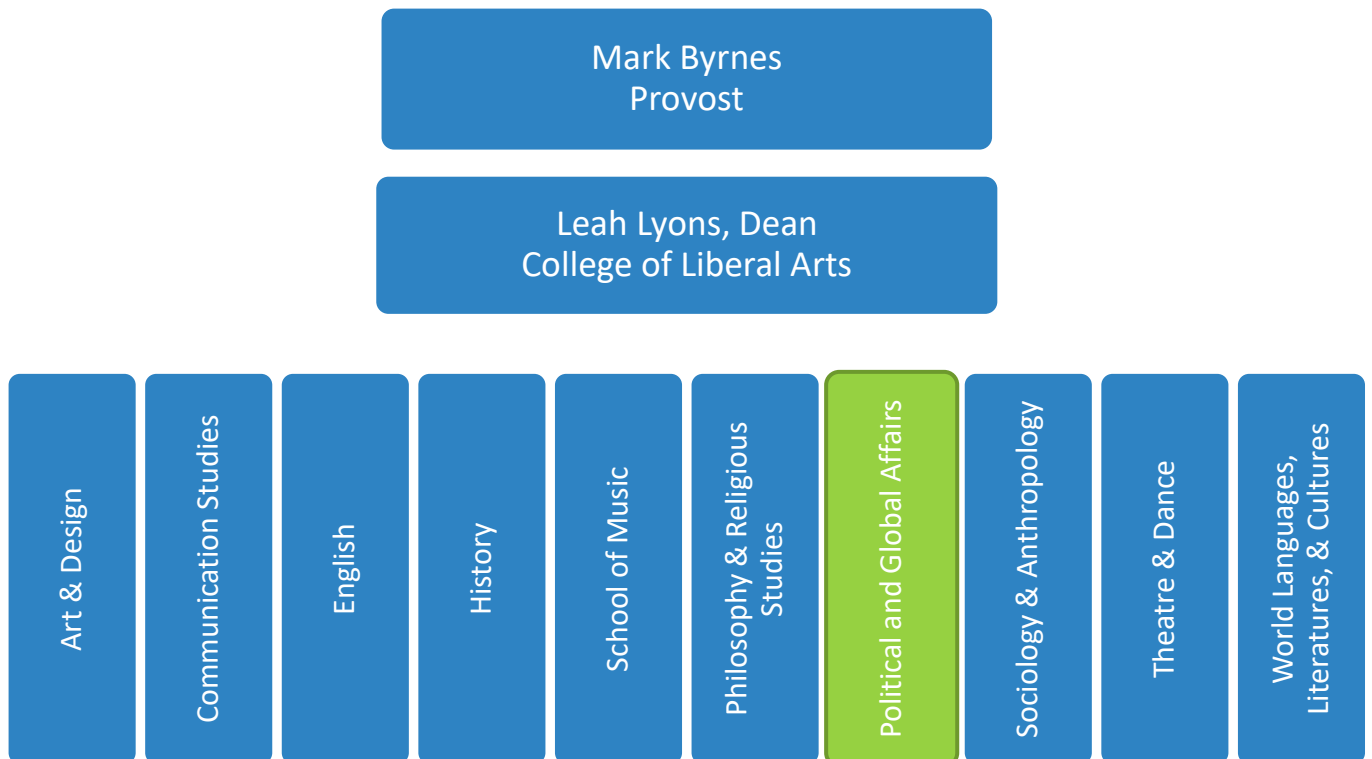 Mark Byrnes
Provost
Leah Lyons, Dean
College of Liberal Arts
Art & Design
Communication Studies
English
History
School of Music
Philosophy & Religious
Studies
Political and Global Affairs
Sociology & Anthropology
Theatre & Dance
World Languages,
Literatures, & Cultures